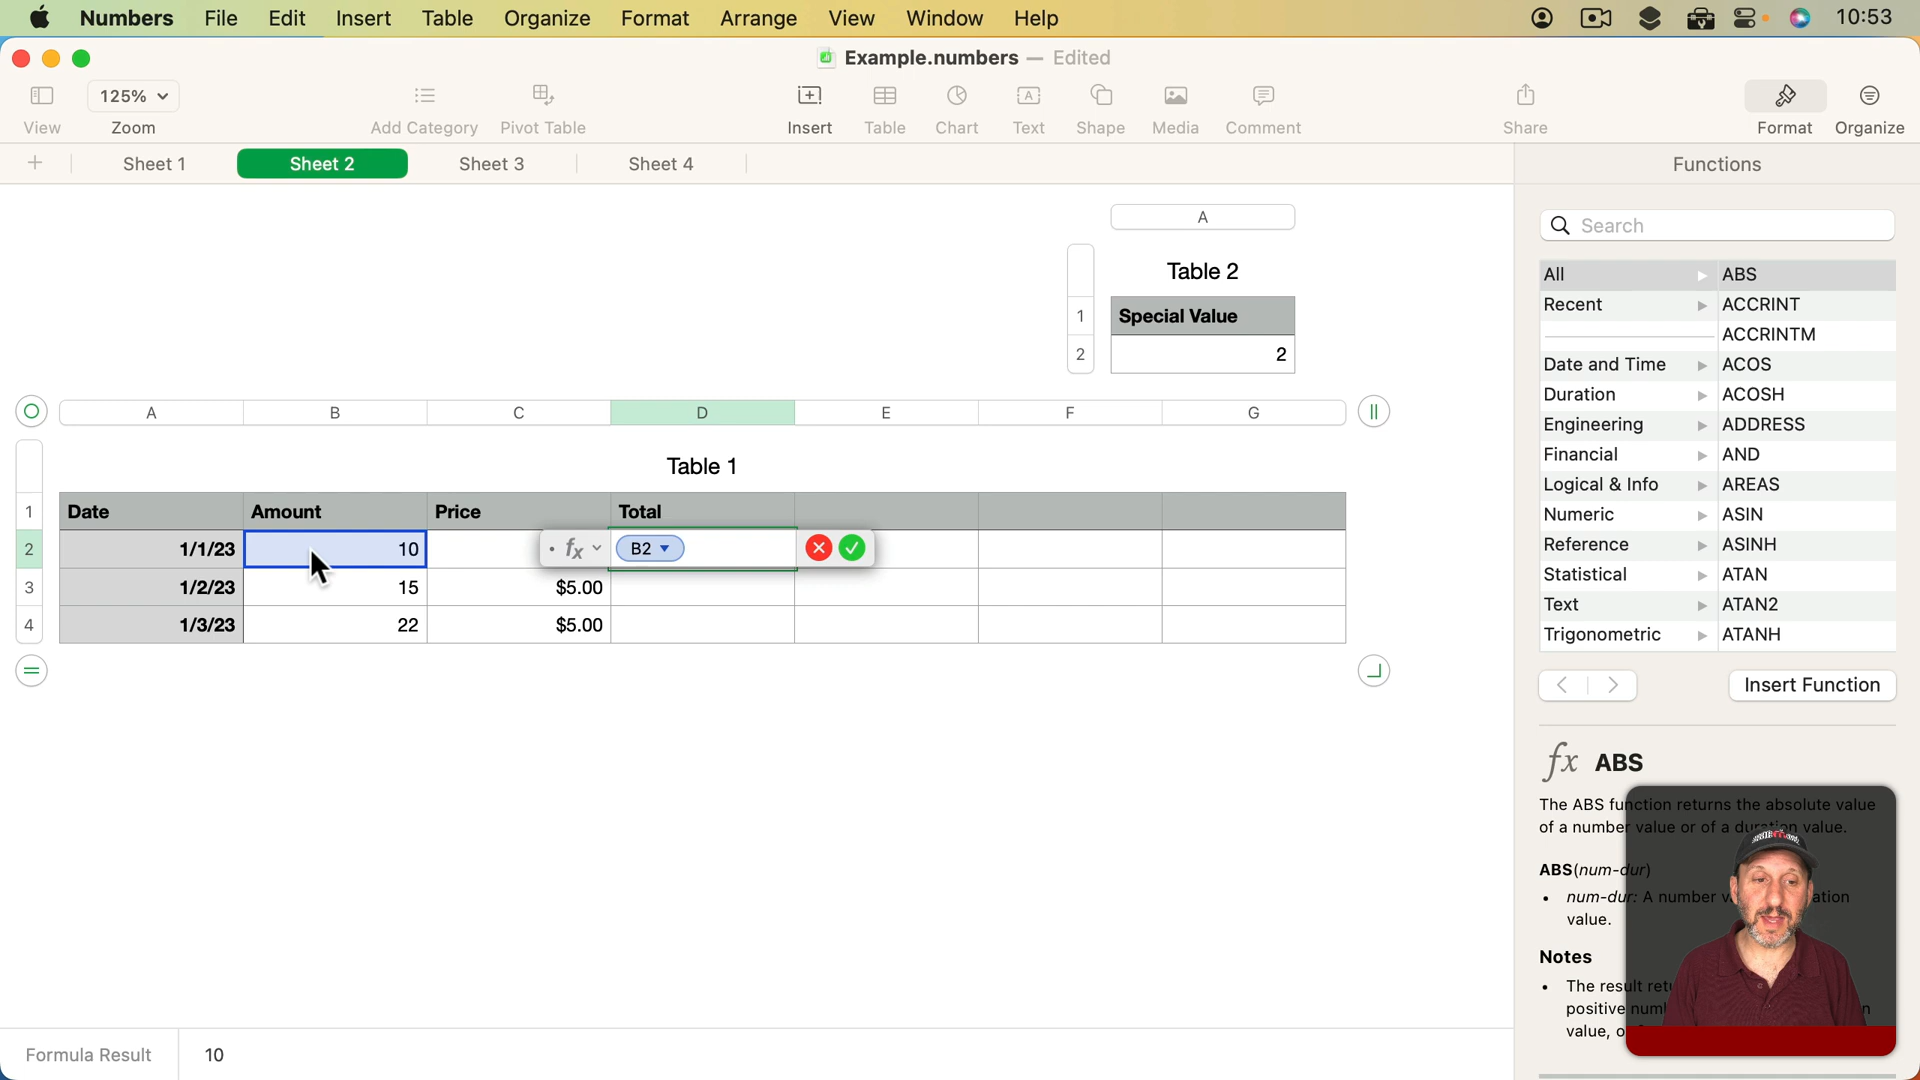 Numbers File Edit Insert Table Organize Format Arrange View Window Help 10:53
Example.numbers — Edited
125%
View Zoom Add Category Pivot Table Insert Table Chart Text Shape Media Comment Share Format Organize
Sheet 1 Sheet 2 Sheet 3 Sheet 4
Functions
Search
A
Table 2
1 Special Value
2 2
A B C D E F G
Table 1
1 Date Amount Price Total
2 1/1/23 10 fx B2
3 1/2/23 15 $5.00
4 1/3/23 22 $5.00
All ABS
Recent ACCRINT
ACCRINTM
Date and Time ACOS
Duration ACOSH
Engineering ADDRESS
Financial AND
Logical & Info AREAS
Numeric ASIN
Reference ASINH
Statistical ATAN
Text ATAN2
Trigonometric ATANH
Insert Function
fx ABS
The ABS function returns the absolute value
of a number value or of a duration value.
ABS(num-dur)
• num-dur: A number
value.
Notes
• The result
positive
value,
Formula Result 10